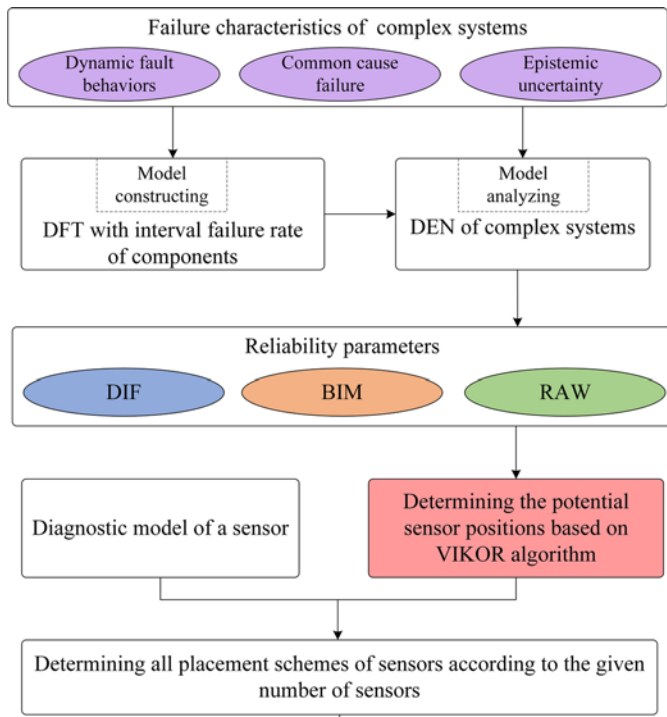 Failure characteristics of complex systems
Dynamic fault
behaviors
Common cause
failure
Epistemic
uncertainty
Model
constructing
DFT with interval failure rate
of components
Model
analyzing
DEN of complex systems
Reliability parameters
DIF
BIM
RAW
Diagnostic model of a sensor
Determining the potential
sensor positions based on
VIKOR algorithm
Determining all placement schemes of sensors according to the given
number of sensors